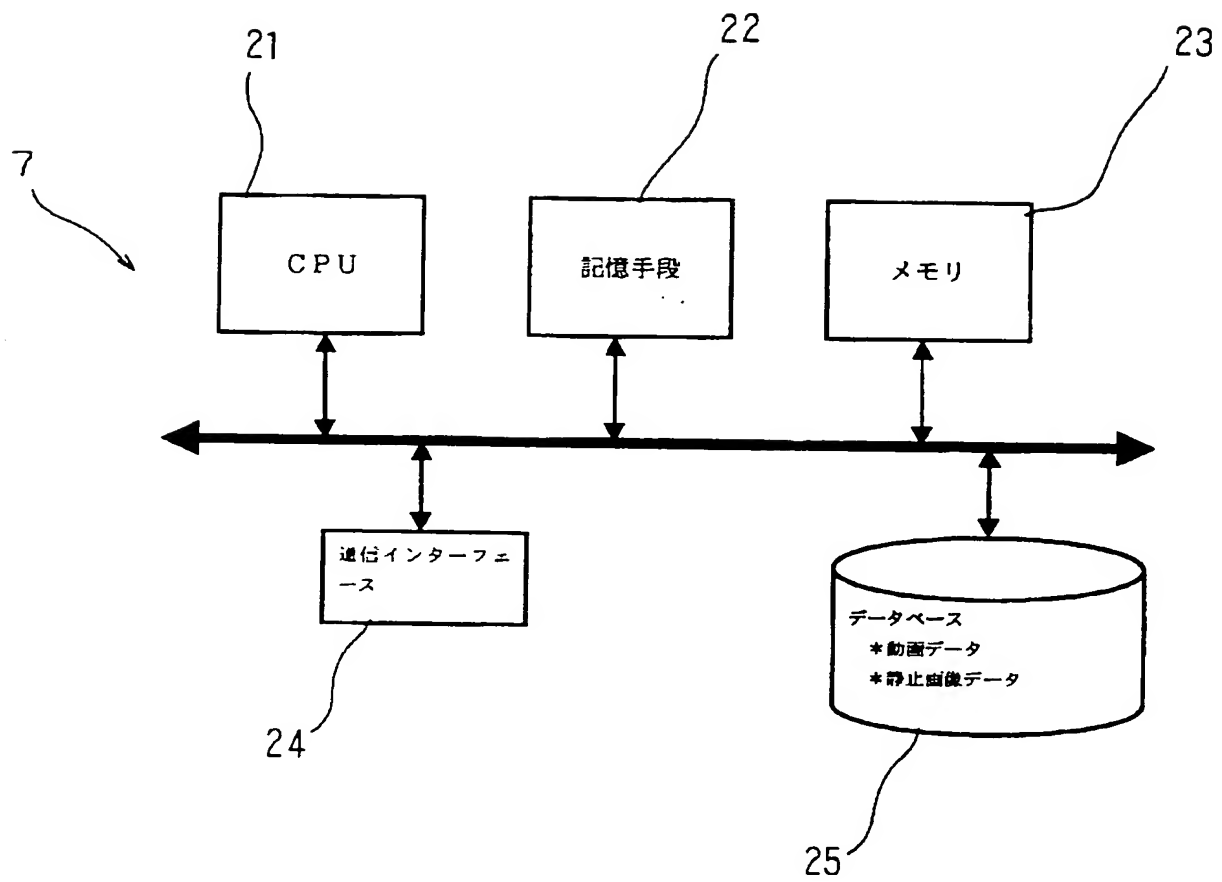 21
22
23
7
CPU
記憶手段
メモリ
通信インターフェ
ース
データベース
*動画データ
*静止画像データ
24
25